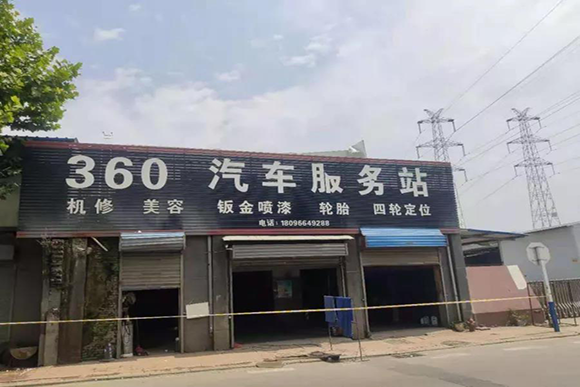 360 汽车服务站
机修 美容 钣金喷漆 轮胎 四轮定位
电话：18096649288